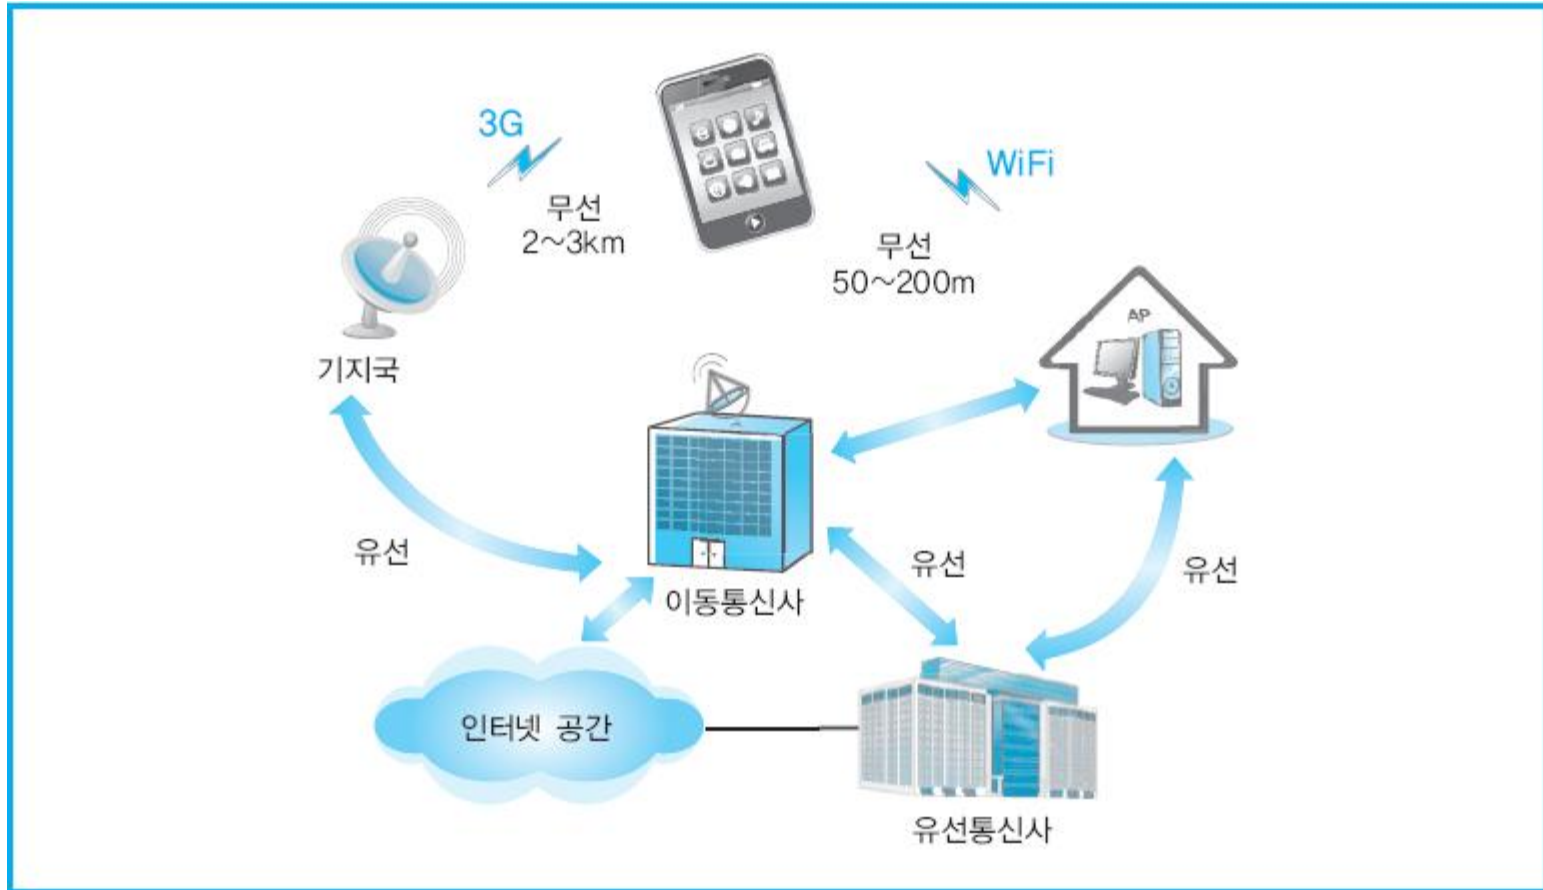 3G
무선
2~3km
WiFi
무선
50~200m
AP
기지국
유선
이동통신사
유선
유선
인터넷 공간
유선통신사